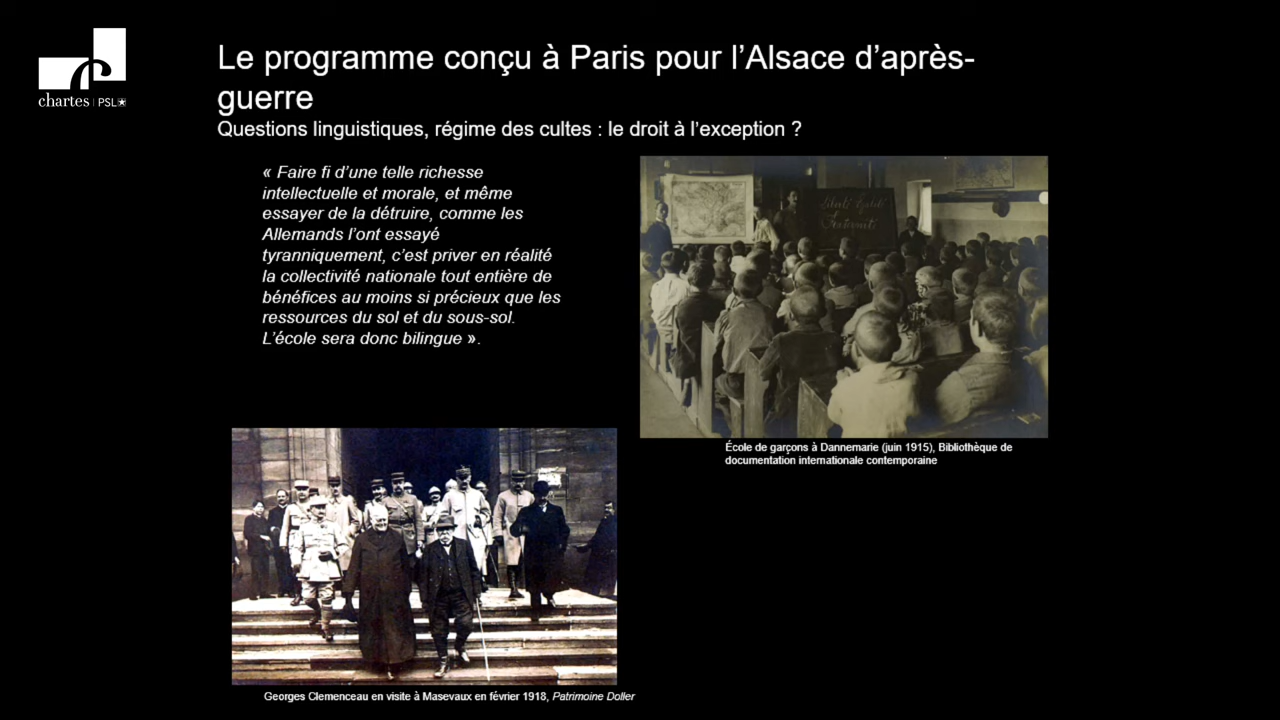 chartes | PSL
Le programme conçu à Paris pour l'Alsace d'après-
guerre
Questions linguistiques, régime des cultes : le droit à l'exception ?
« Faire fi d'une telle richesse
intellectuelle et morale, et même
essayer de la détruire, comme les
Allemands l'ont essayé
tyranniquement, c'est priver en réalité
la collectivité nationale tout entière de
bénéfices au moins si précieux que les
ressources du sol et du sous-sol.
L'école sera donc bilingue ».
Liberté Egalité
Fraternité
École de garçons à Dannemarie (juin 1915), Bibliothèque de
documentation internationale contemporaine
Georges Clemenceau en visite à Masevaux en février 1918, Patrimoine Doller